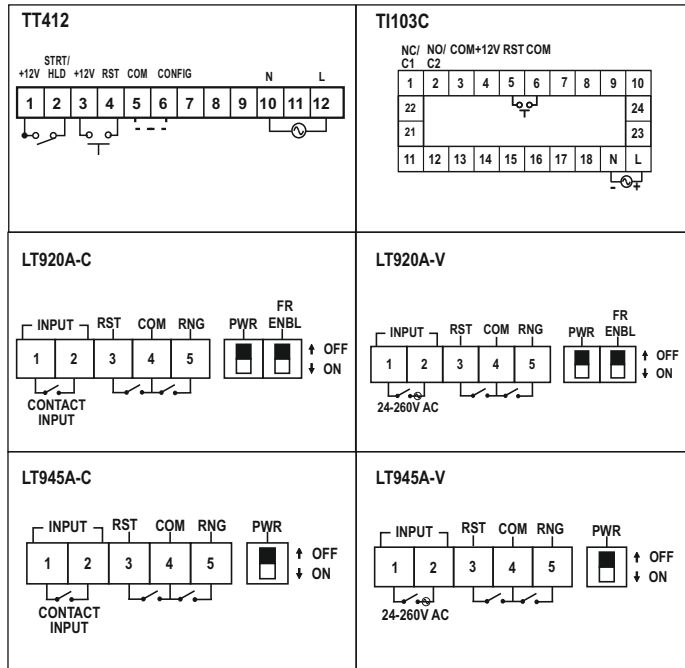 TT412
STRT/
+12V HLD +12V RST COM CONFIG N L
1 2 3 4 5 6 7 8 9 10 11 12
TI103C
NC/ NO/ COM +12V RST COM
C1 C2
1 2 3 4 5 6 7 8 9 10
22 24
21 23
11 12 13 14 15 16 17 18 N L
- +
LT920A-C
FR
INPUT RST COM RNG PWR ENBL
1 2 3 4 5 OFF
ON
CONTACT
INPUT
LT920A-V
FR
INPUT RST COM RNG PWR ENBL
1 2 3 4 5 OFF
ON
24-260V AC
LT945A-C
INPUT RST COM RNG PWR
1 2 3 4 5 OFF
ON
CONTACT
INPUT
LT945A-V
INPUT RST COM RNG PWR
1 2 3 4 5 OFF
ON
24-260V AC